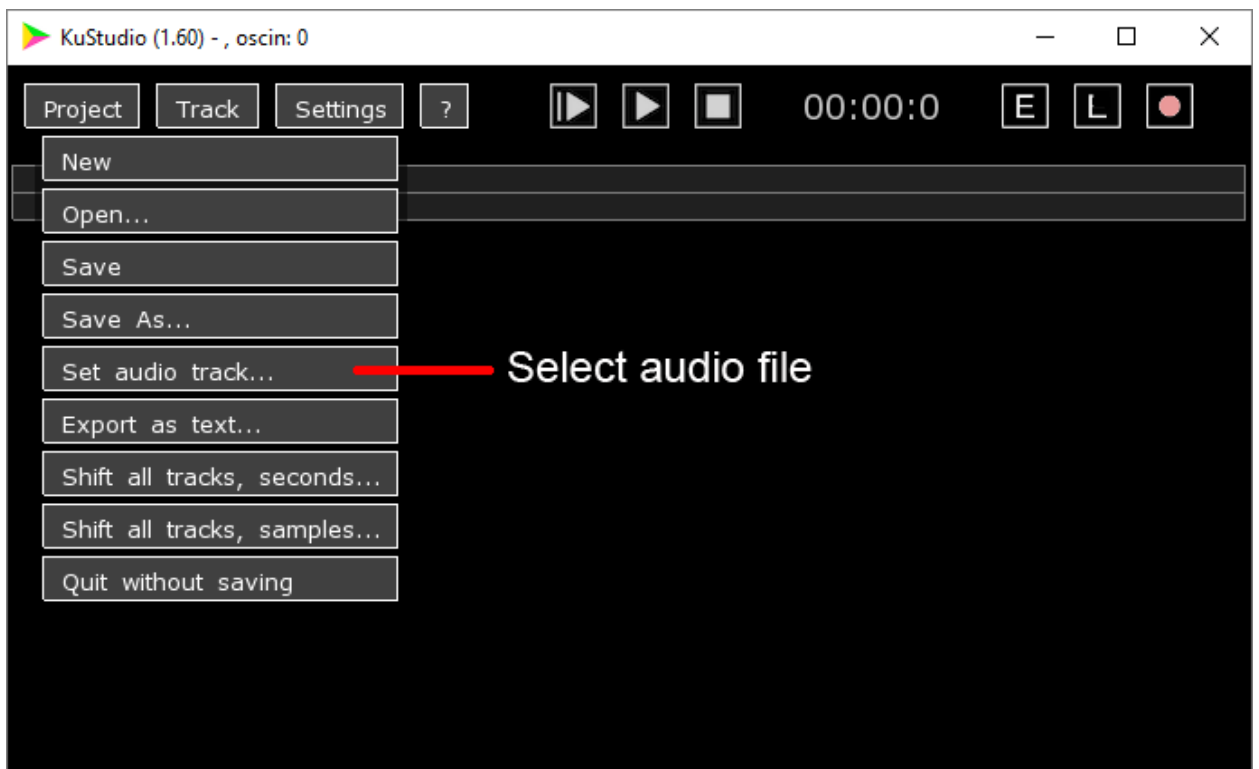 KuStudio (1.60) - , oscin: 0
Project Track Settings ? 00:00:0 E L
New
Open...
Save
Save As...
Set audio track... Select audio file
Export as text...
Shift all tracks, seconds...
Shift all tracks, samples...
Quit without saving